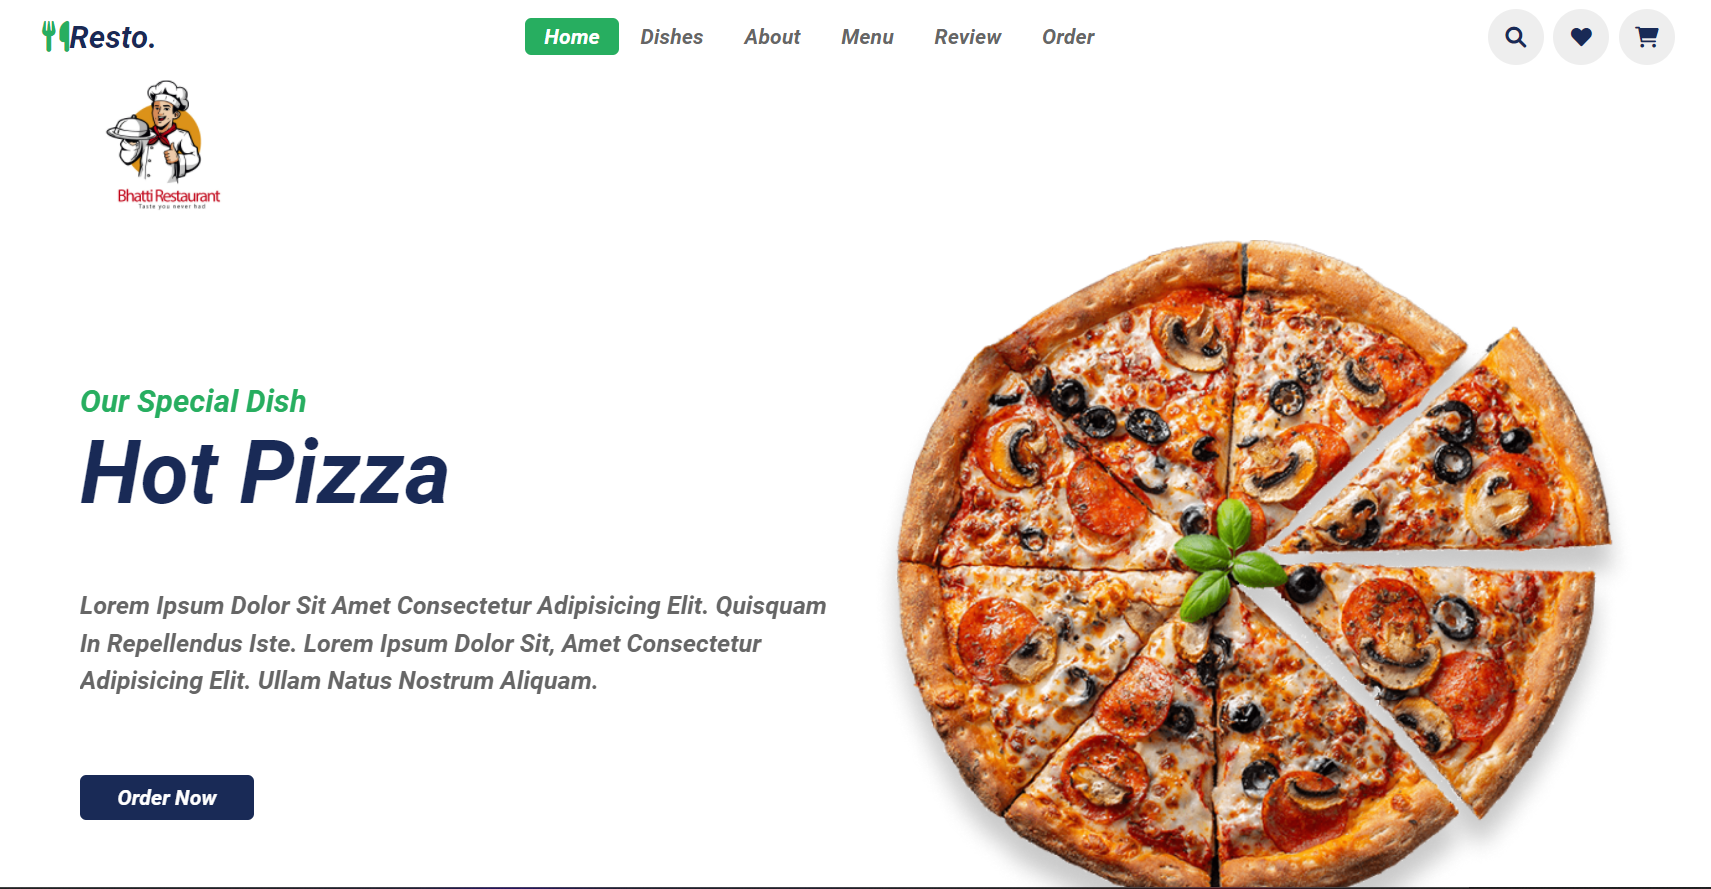 Resto.
Home Dishes About Menu Review Order
Bhatti Restaurant
Taste you never had
Our Special Dish
Hot Pizza
Lorem Ipsum Dolor Sit Amet Consectetur Adipisicing Elit. Quisquam
In Repellendus Iste. Lorem Ipsum Dolor Sit, Amet Consectetur
Adipisicing Elit. Ullam Natus Nostrum Aliquam.
Order Now